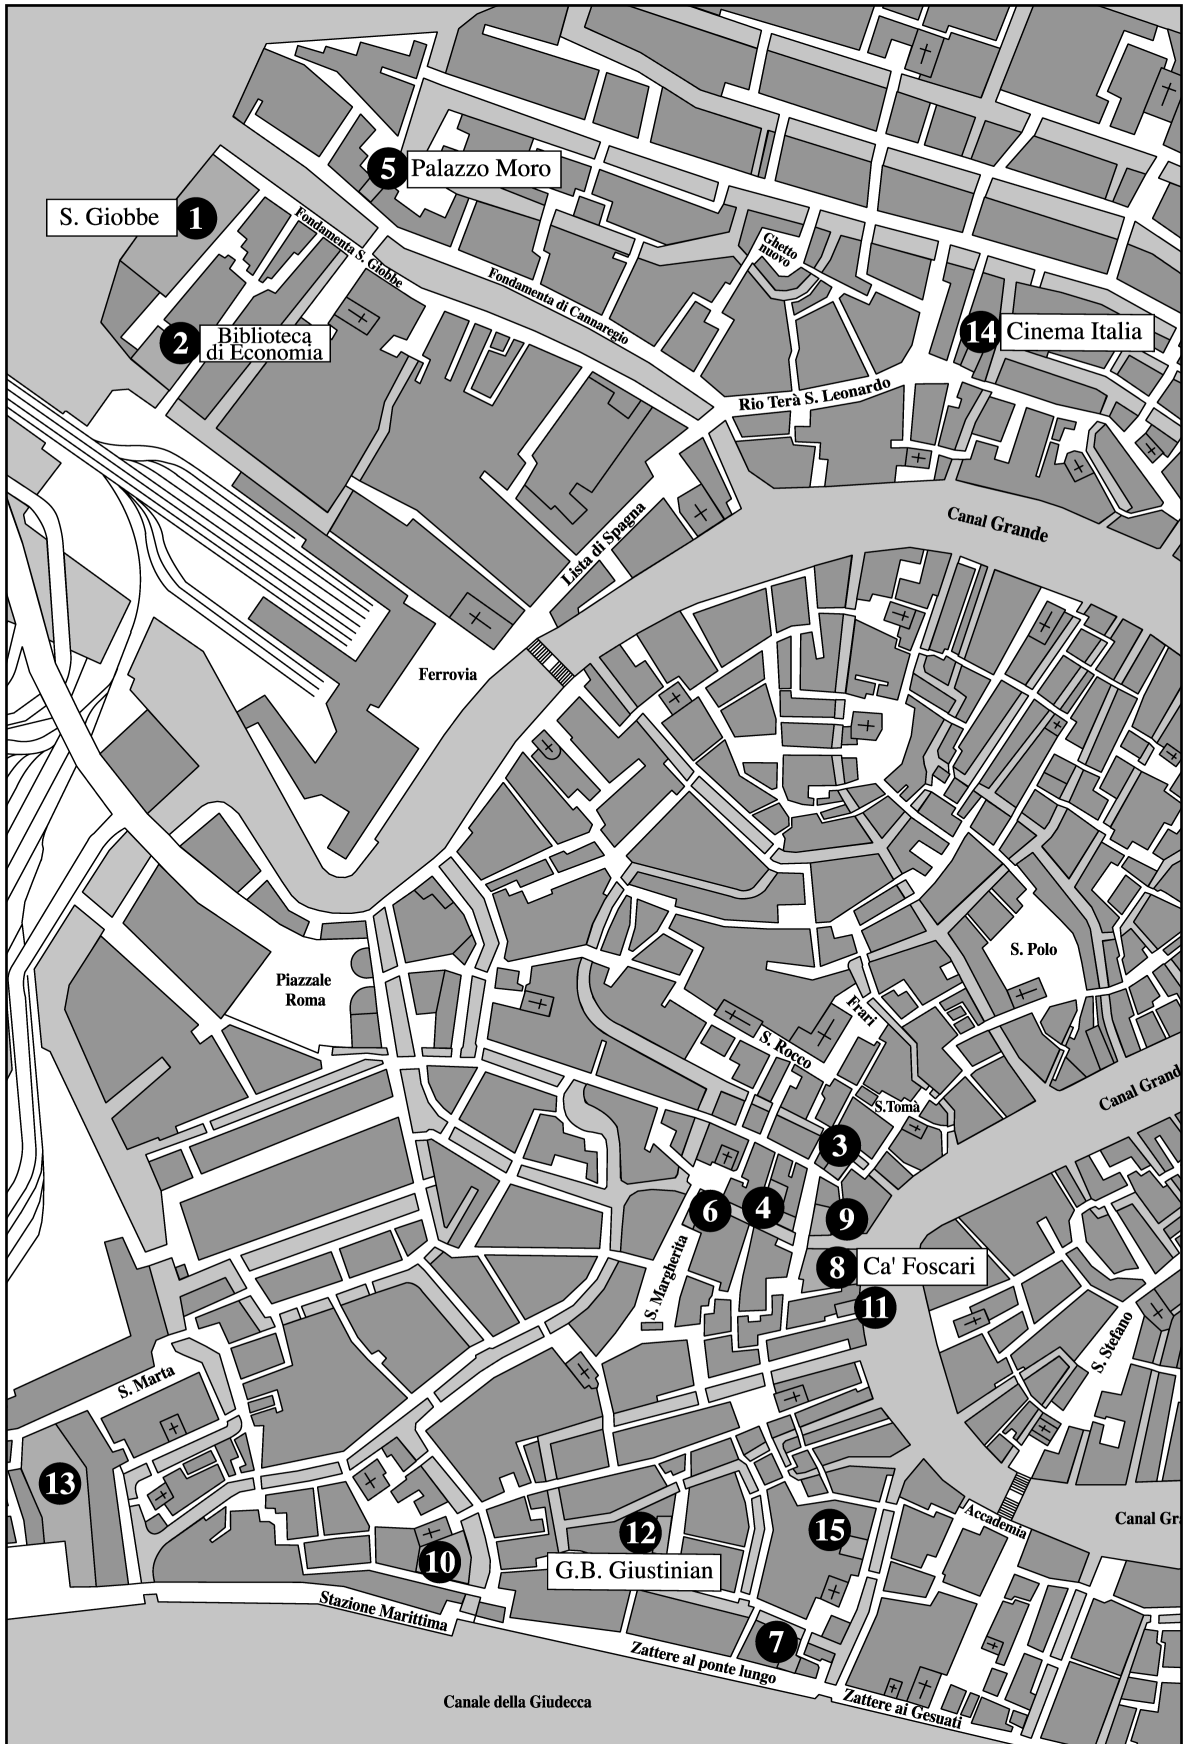 5
Palazzo Moro
S. Giobbe
1
Fondamenta S. Giobbe
Ghetto
nuovo
Fondamenta di Cannaregio
2
Biblioteca
di Economia
14
Cinema Italia
Rio Terà S. Leonardo
Canal Grande
Lista di Spagna
Ferrovia
S. Polo
Piazzale
Roma
Frari
S. Rocco
Canal Grand
S.Tomà
3
6
4
9
S. Margherita
8
Ca' Foscari
11
S. Stefano
S. Marta
13
Accademia
Canal Gr
12
15
10
G.B. Giustinian
Stazione Marittima
7
Zattere al ponte lungo
Canale della Giudecca
Zattere ai Gesuati